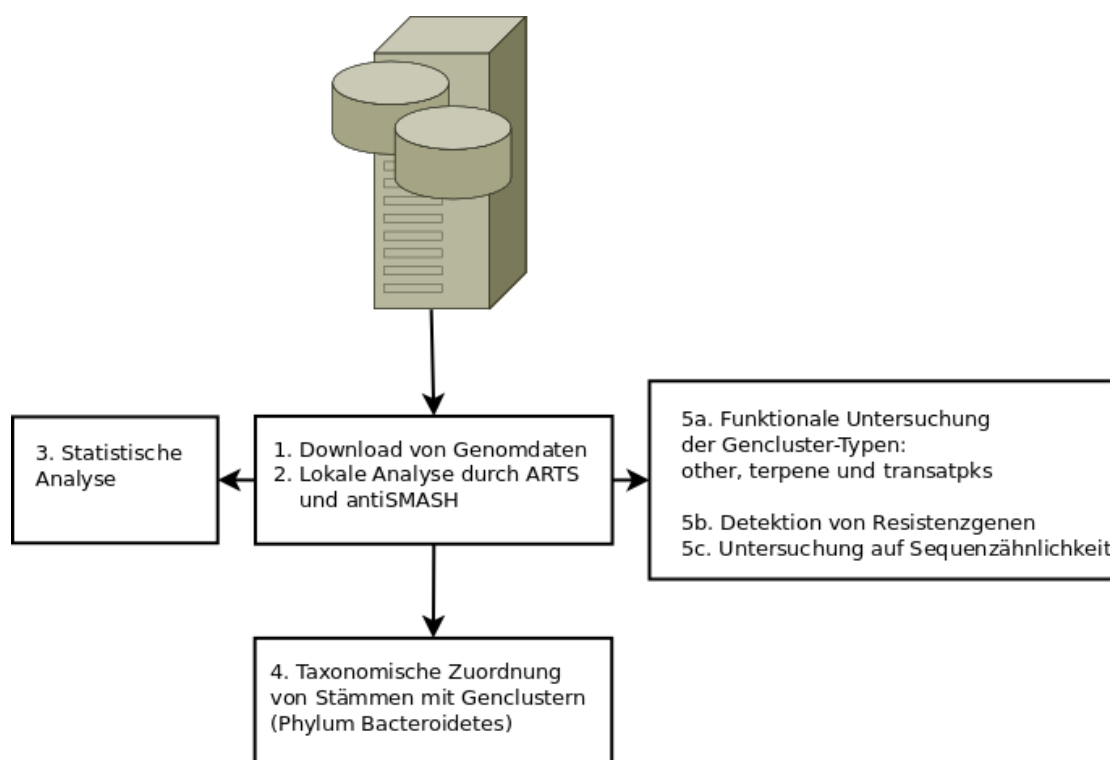 3. Statistische
Analyse
1. Download von Genomdaten
2. Lokale Analyse durch ARTS
und antiSMASH
5a. Funktionale Untersuchung
der Gencluster-Typen:
other, terpene und transatpks
5b. Detektion von Resistenzgenen
5c. Untersuchung auf Sequenzähnlichkeit
4. Taxonomische Zuordnung
von Stämmen mit Genclustern
(Phylum Bacteroidetes)